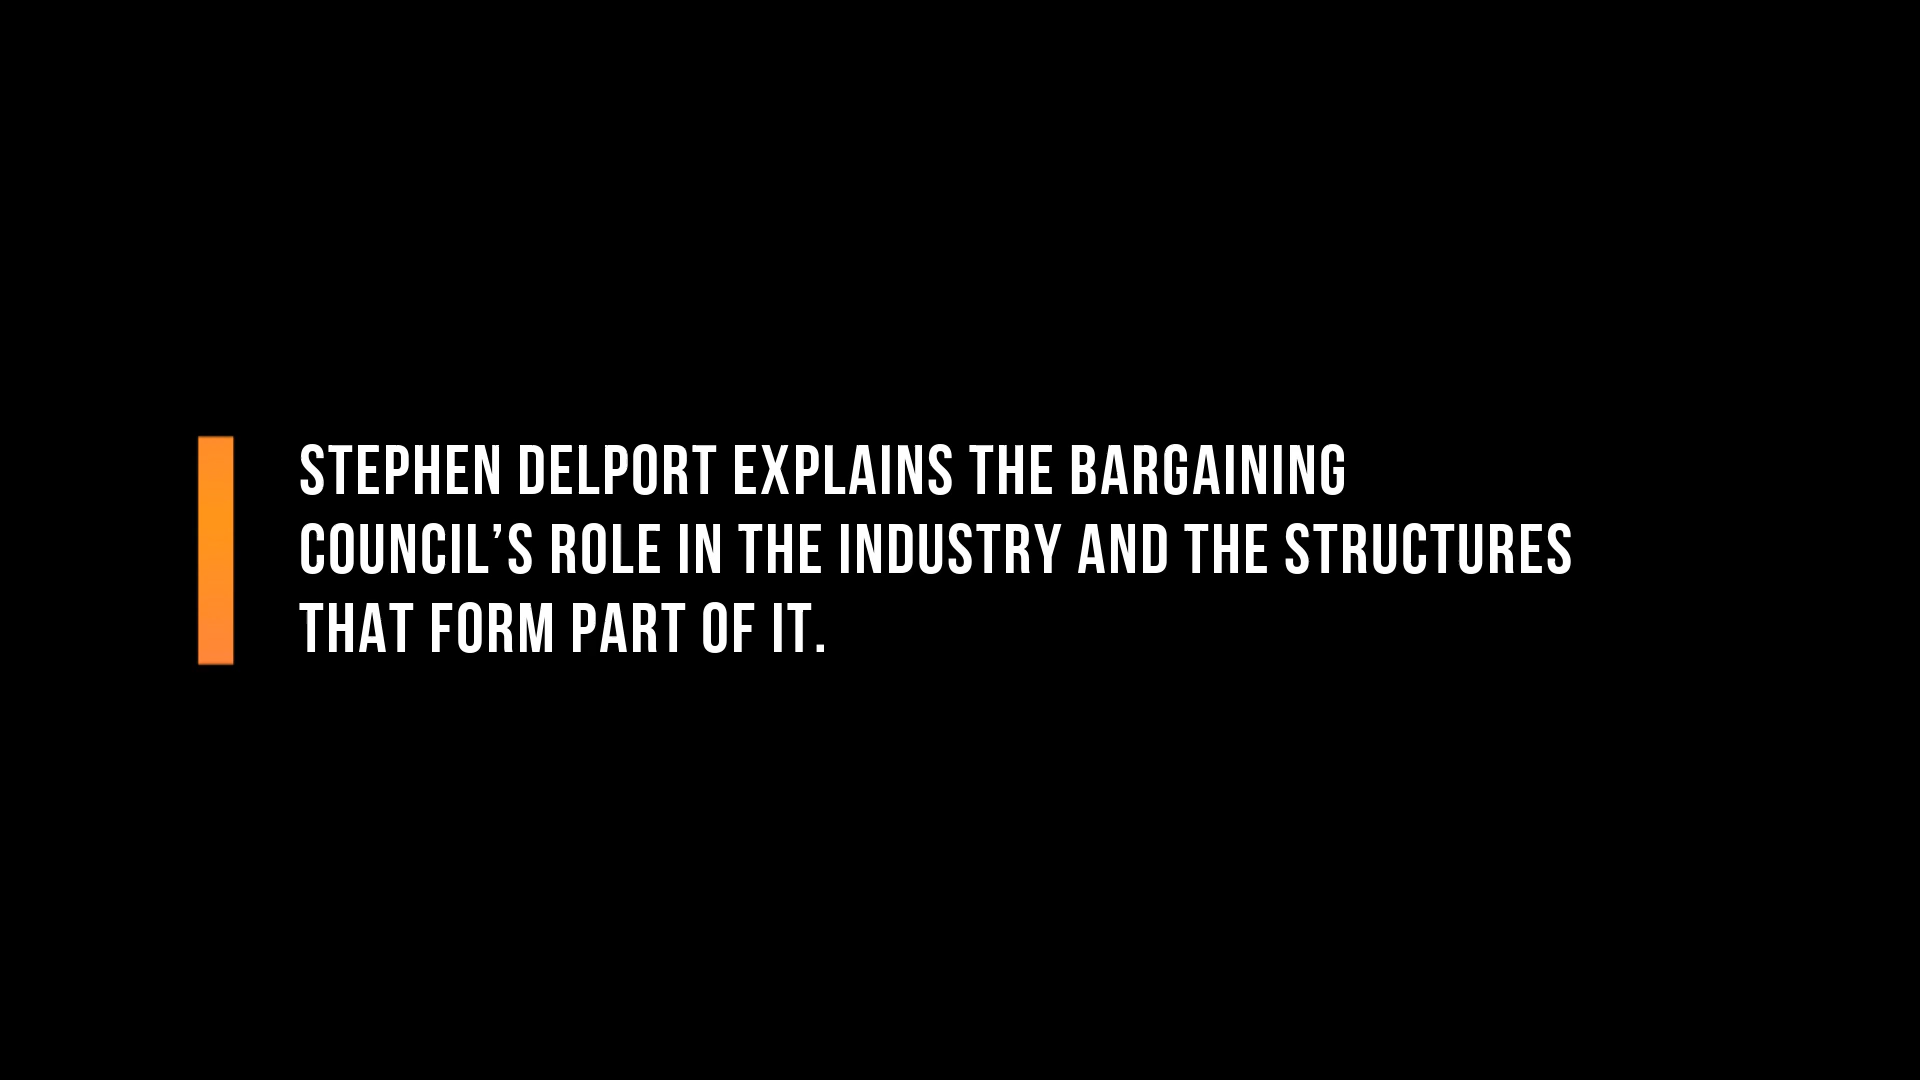 STEPHEN DELPORT EXPLAINS THE BARGAINING
COUNCIL’S ROLE IN THE INDUSTRY AND THE STRUCTURES
THAT FORM PART OF IT.